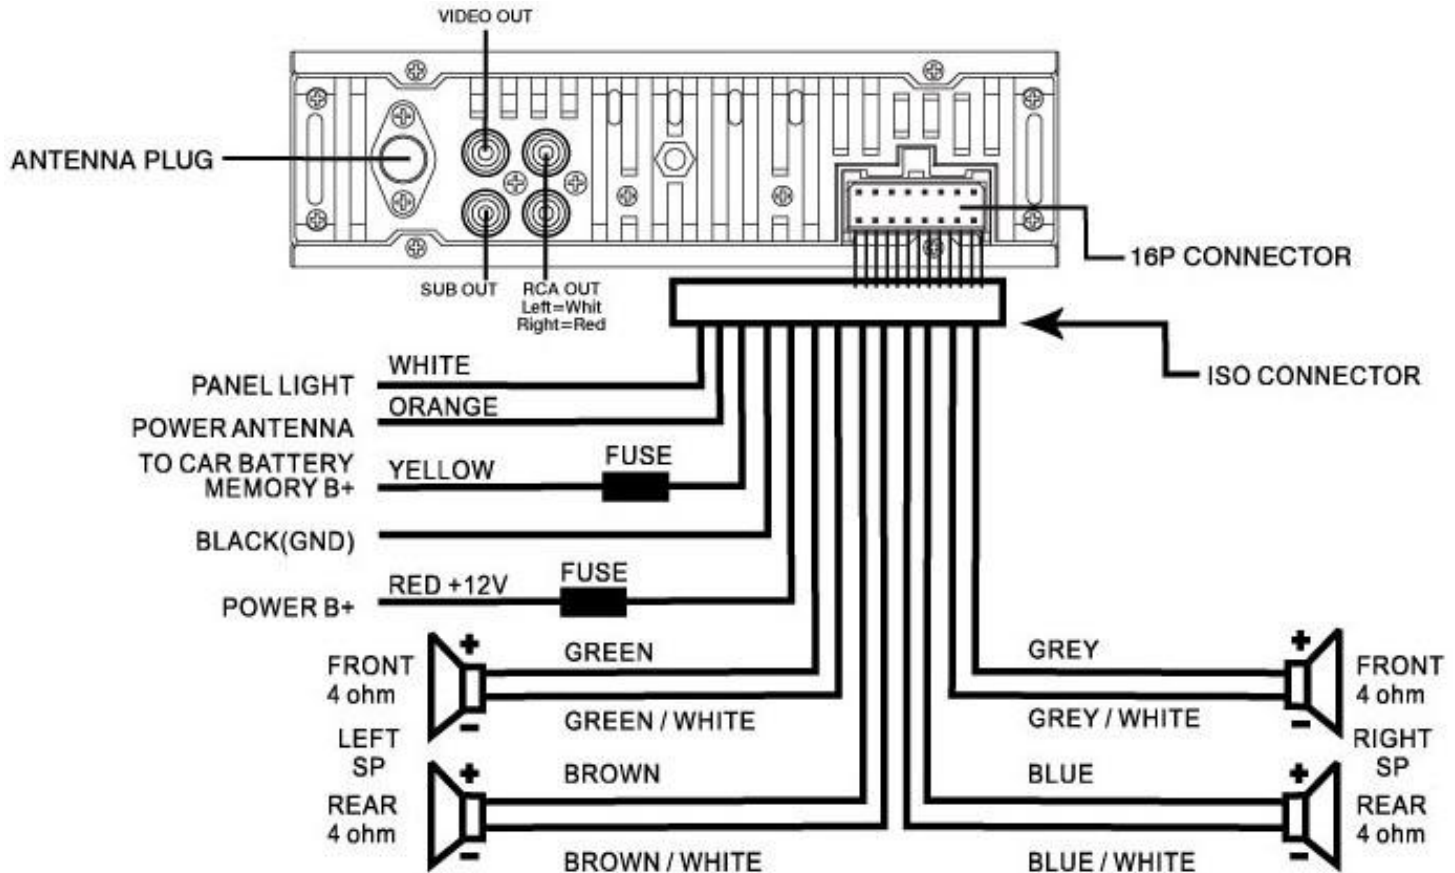 VIDEO OUT
ANTENNA PLUG
16P CONNECTOR
SUB OUT
RCA OUT
Left=Whit
Right=Red
ISO CONNECTOR
WHITE
PANEL LIGHT
ORANGE
POWER ANTENNA
TO CAR BATTERY
MEMORY B+
YELLOW
FUSE
BLACK(GND)
RED +12V
FUSE
POWER B+
FRONT
4 ohm
+
-
GREEN
GREEN / WHITE
GREY
GREY / WHITE
+
-
FRONT
4 ohm
LEFT
SP
RIGHT
SP
REAR
4 ohm
+
-
BROWN
BROWN / WHITE
BLUE
BLUE / WHITE
+
-
REAR
4 ohm